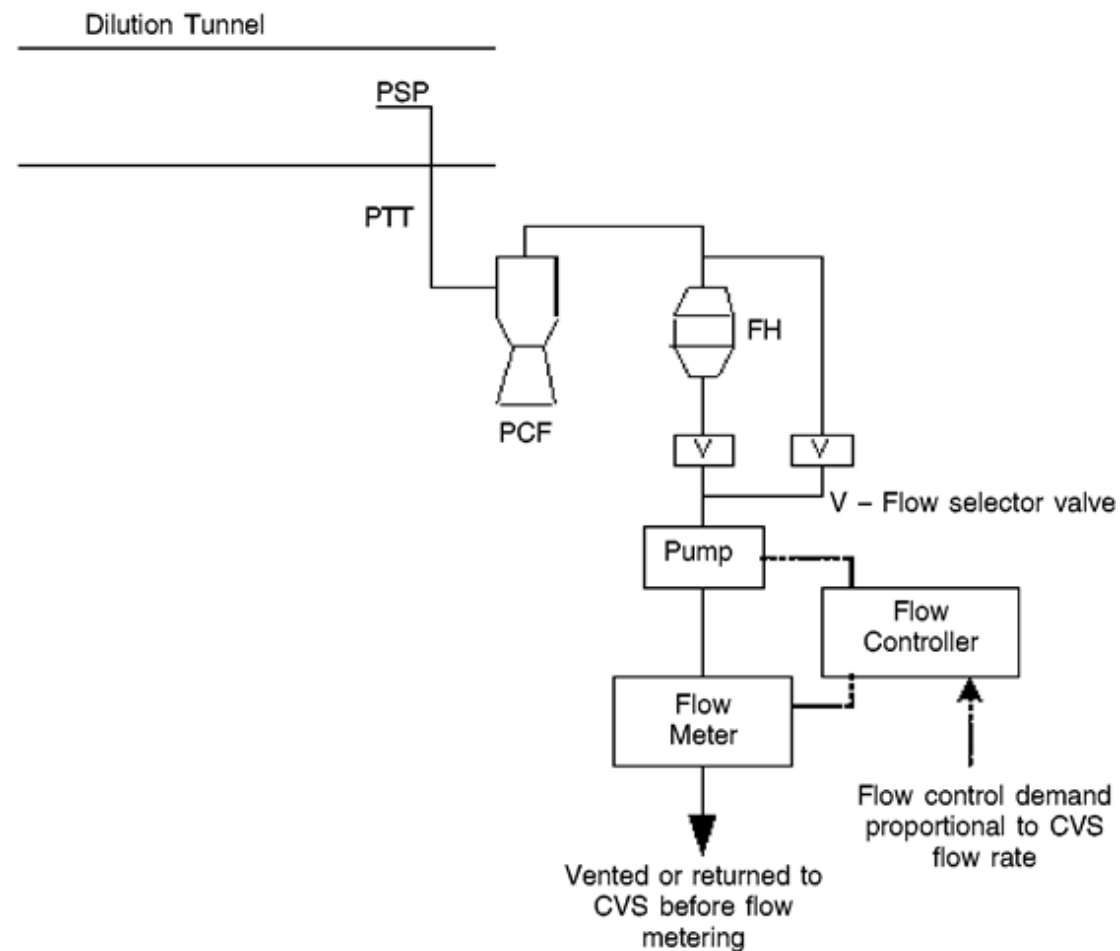 Dilution Tunnel
PSP
PTT
FH
PCF
V
V
V – Flow selector valve
Pump
Flow
Controller
Flow
Meter
Flow control demand
proportional to CVS
flow rate
Vented or returned to
CVS before flow
metering